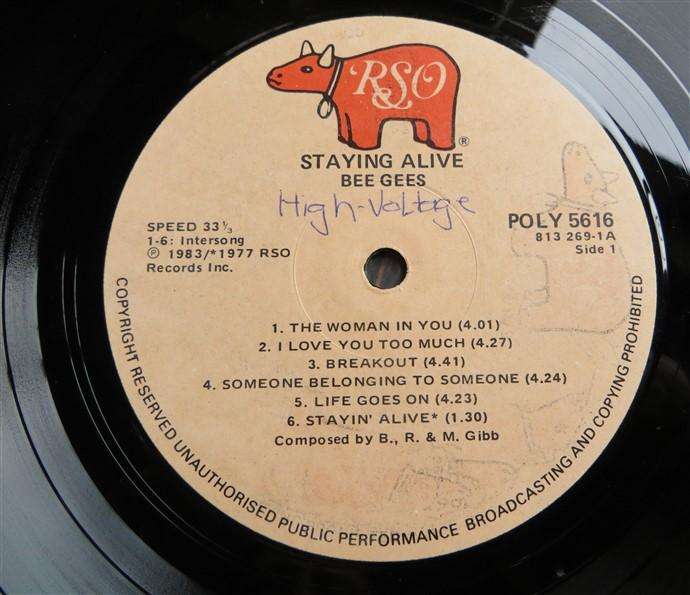 RSO
®
STAYING ALIVE
BEE GEES
High-Voltage
SPEED 33⅓
1-6: Intersong
℗ 1983/*1977 RSO
Records Inc.
POLY 5616
813 269-1A
Side 1
1. THE WOMAN IN YOU (4.01)
2. I LOVE YOU TOO MUCH (4.27)
3. BREAKOUT (4.41)
4. SOMEONE BELONGING TO SOMEONE (4.24)
5. LIFE GOES ON (4.23)
6. STAYIN' ALIVE* (1.30)
Composed by B., R. & M. Gibb
COPYRIGHT RESERVED UNAUTHORISED PUBLIC PERFORMANCE BROADCASTING AND COPYING PROHIBITED